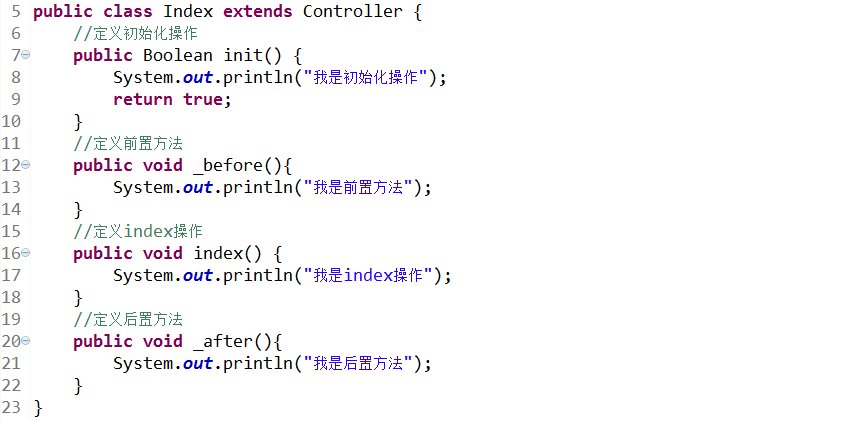 5 public class Index extends Controller {
6 //定义初始化操作
7 public Boolean init() {
8 System.out.println("我是初始化操作");
9 return true;
10 }
11 //定义前置方法
12 public void _before(){
13 System.out.println("我是前置方法");
14 }
15 //定义index操作
16 public void index() {
17 System.out.println("我是index操作");
18 }
19 //定义后置方法
20 public void _after(){
21 System.out.println("我是后置方法");
22 }
23 }